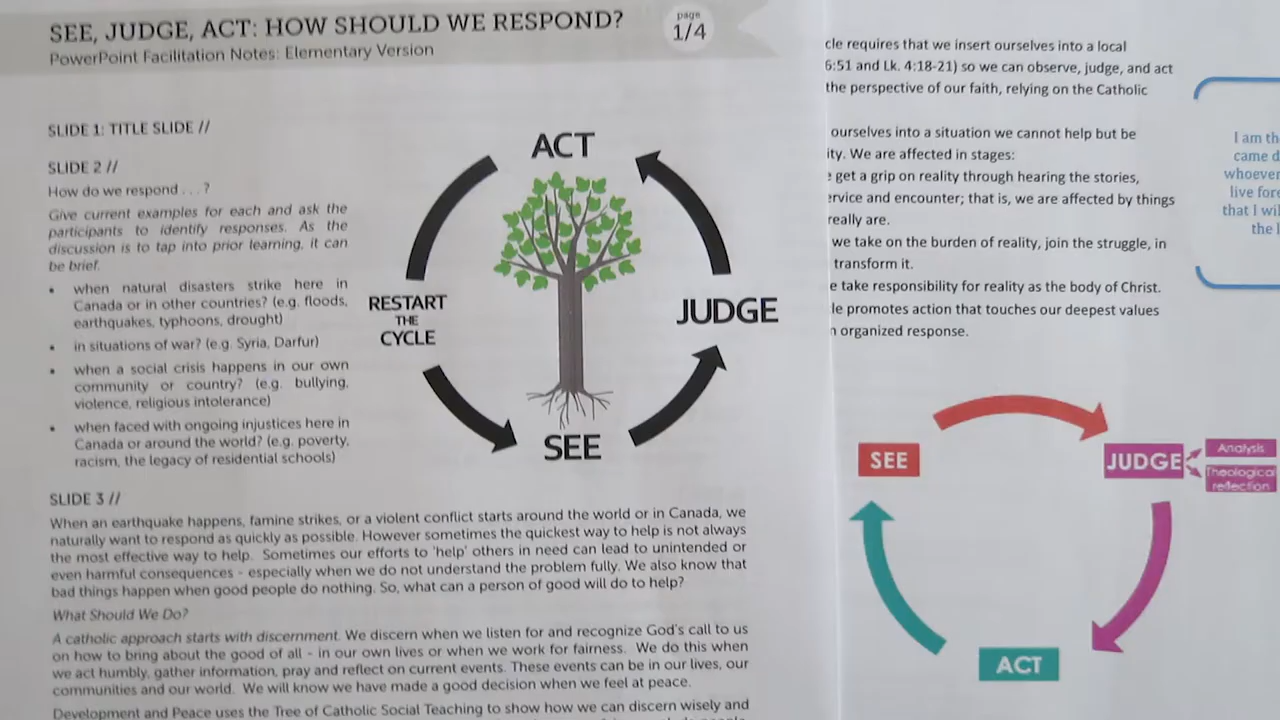 SEE, JUDGE, ACT: HOW SHOULD WE RESPOND?
PowerPoint Facilitation Notes: Elementary Version
page
1/4
SLIDE 1: TITLE SLIDE //
SLIDE 2 //
How do we respond . . . ?
Give current examples for each and ask the
participants to identify responses. As the
discussion is to tap into prior learning, it can
be brief.
• when natural disasters strike here in
Canada or in other countries? (e.g. floods,
earthquakes, typhoons, drought)
• in situations of war? (e.g. Syria, Darfur)
• when a social crisis happens in our own
community or country? (e.g. bullying,
violence, religious intolerance)
• when faced with ongoing injustices here in
Canada or around the world? (e.g. poverty,
racism, the legacy of residential schools)
ACT
RESTART
THE
CYCLE
JUDGE
SEE
SLIDE 3 //
When an earthquake happens, famine strikes, or a violent conflict starts around the world or in Canada, we
naturally want to respond as quickly as possible. However sometimes the quickest way to help is not always
the most effective way to help. Sometimes our efforts to 'help' others in need can lead to unintended or
even harmful consequences - especially when we do not understand the problem fully. We also know that
bad things happen when good people do nothing. So, what can a person of good will do to help?
What Should We Do?
A catholic approach starts with discernment. We discern when we listen for and recognize God's call to us
on how to bring about the good of all - in our own lives or when we work for fairness. We do this when
we act humbly, gather information, pray and reflect on current events. These events can be in our lives, our
communities and our world. We will know we have made a good decision when we feel at peace.
Development and Peace uses the Tree of Catholic Social Teaching to show how we can discern wisely and
cle requires that we insert ourselves into a local
6:51 and Lk. 4:18-21) so we can observe, judge, and act
the perspective of our faith, relying on the Catholic
ourselves into a situation we cannot help but be
ity. We are affected in stages:
get a grip on reality through hearing the stories,
ervice and encounter; that is, we are affected by things
really are.
we take on the burden of reality, join the struggle, in
transform it.
e take responsibility for reality as the body of Christ.
le promotes action that touches our deepest values
organized response.
I am th
came d
whoever
live fore
that I wil
the l
SEE
JUDGE
Analysis
Theological
reflection
ACT